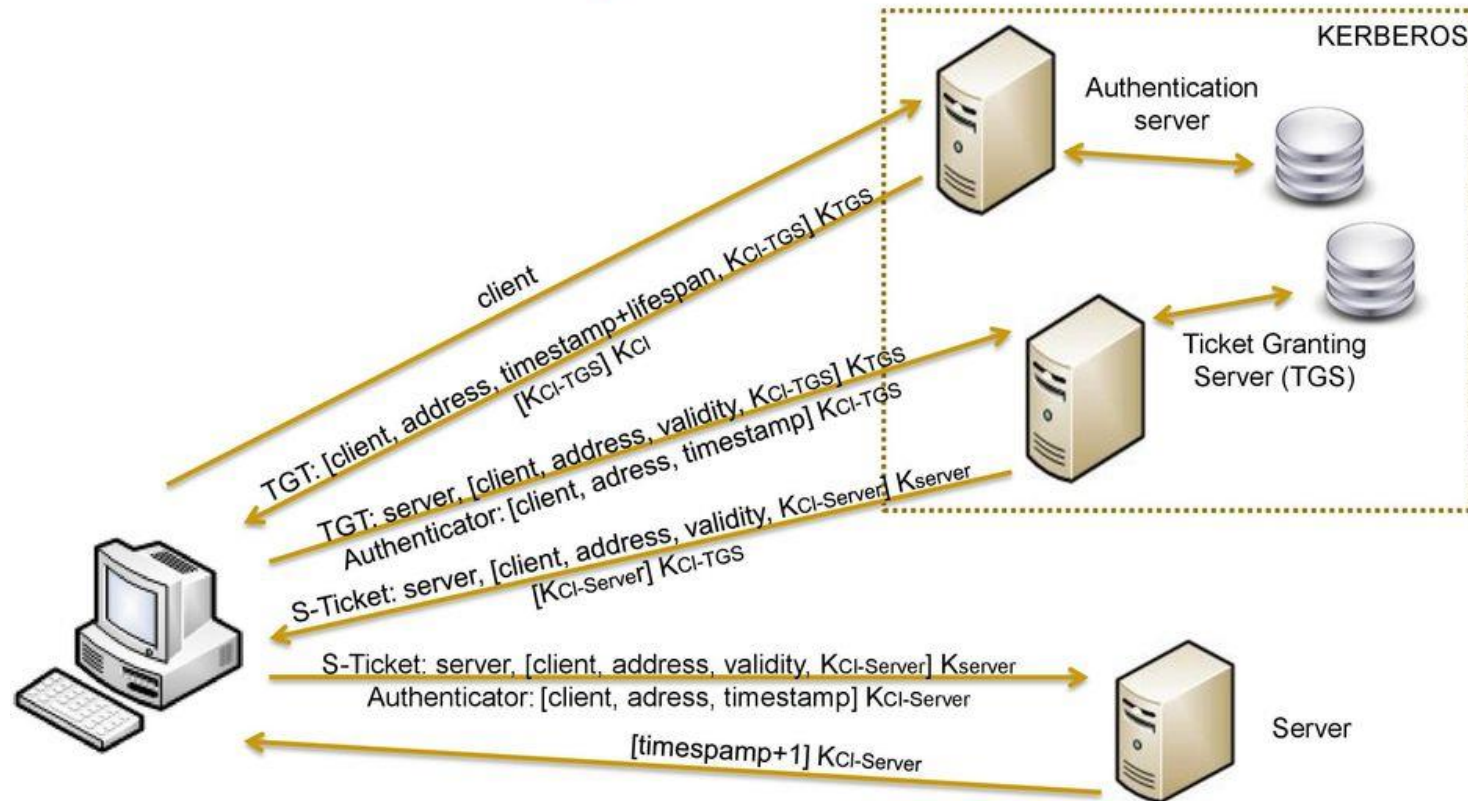 KERBEROS
Authentication
server
client
TGT: [client, address, timestamp+lifespan, KCl-TGS] KTGS
[KCl-TGS] KCl
Ticket Granting
Server (TGS)
TGT: server, [client, address, validity, KCl-TGS] KTGS
Authenticator: [client, adress, timestamp] KCl-TGS
S-Ticket: server, [client, address, validity, KCl-Server] Kserver
[KCl-Server] KCl-TGS
S-Ticket: server, [client, address, validity, KCl-Server] Kserver
Authenticator: [client, adress, timestamp] KCl-Server
Server
[timespamp+1] KCl-Server